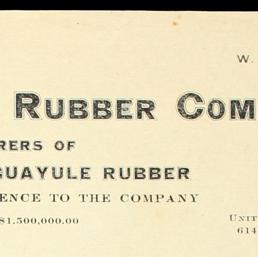 W.
RUBBER COM
RERS OF
GUAYULE RUBBER
ENCE TO THE COMPANY
$1,500,000.00
UNIT
614